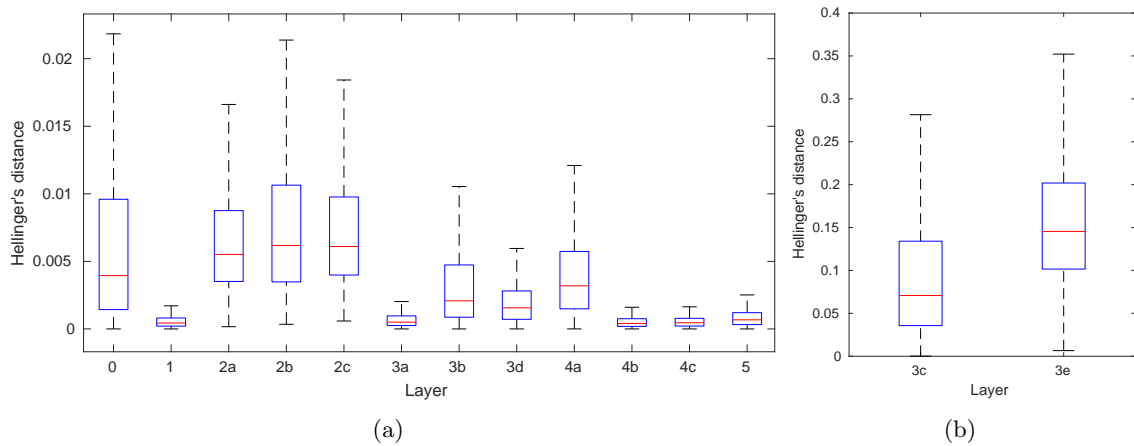 0.02
0.015
0.01
0.005
0
Hellinger's distance
0 1 2a 2b 2c 3a 3b 3d 4a 4b 4c 5
Layer
(a)
0.4
0.35
0.3
0.25
0.2
0.15
0.1
0.05
0
Hellinger's distance
3c 3e
Layer
(b)